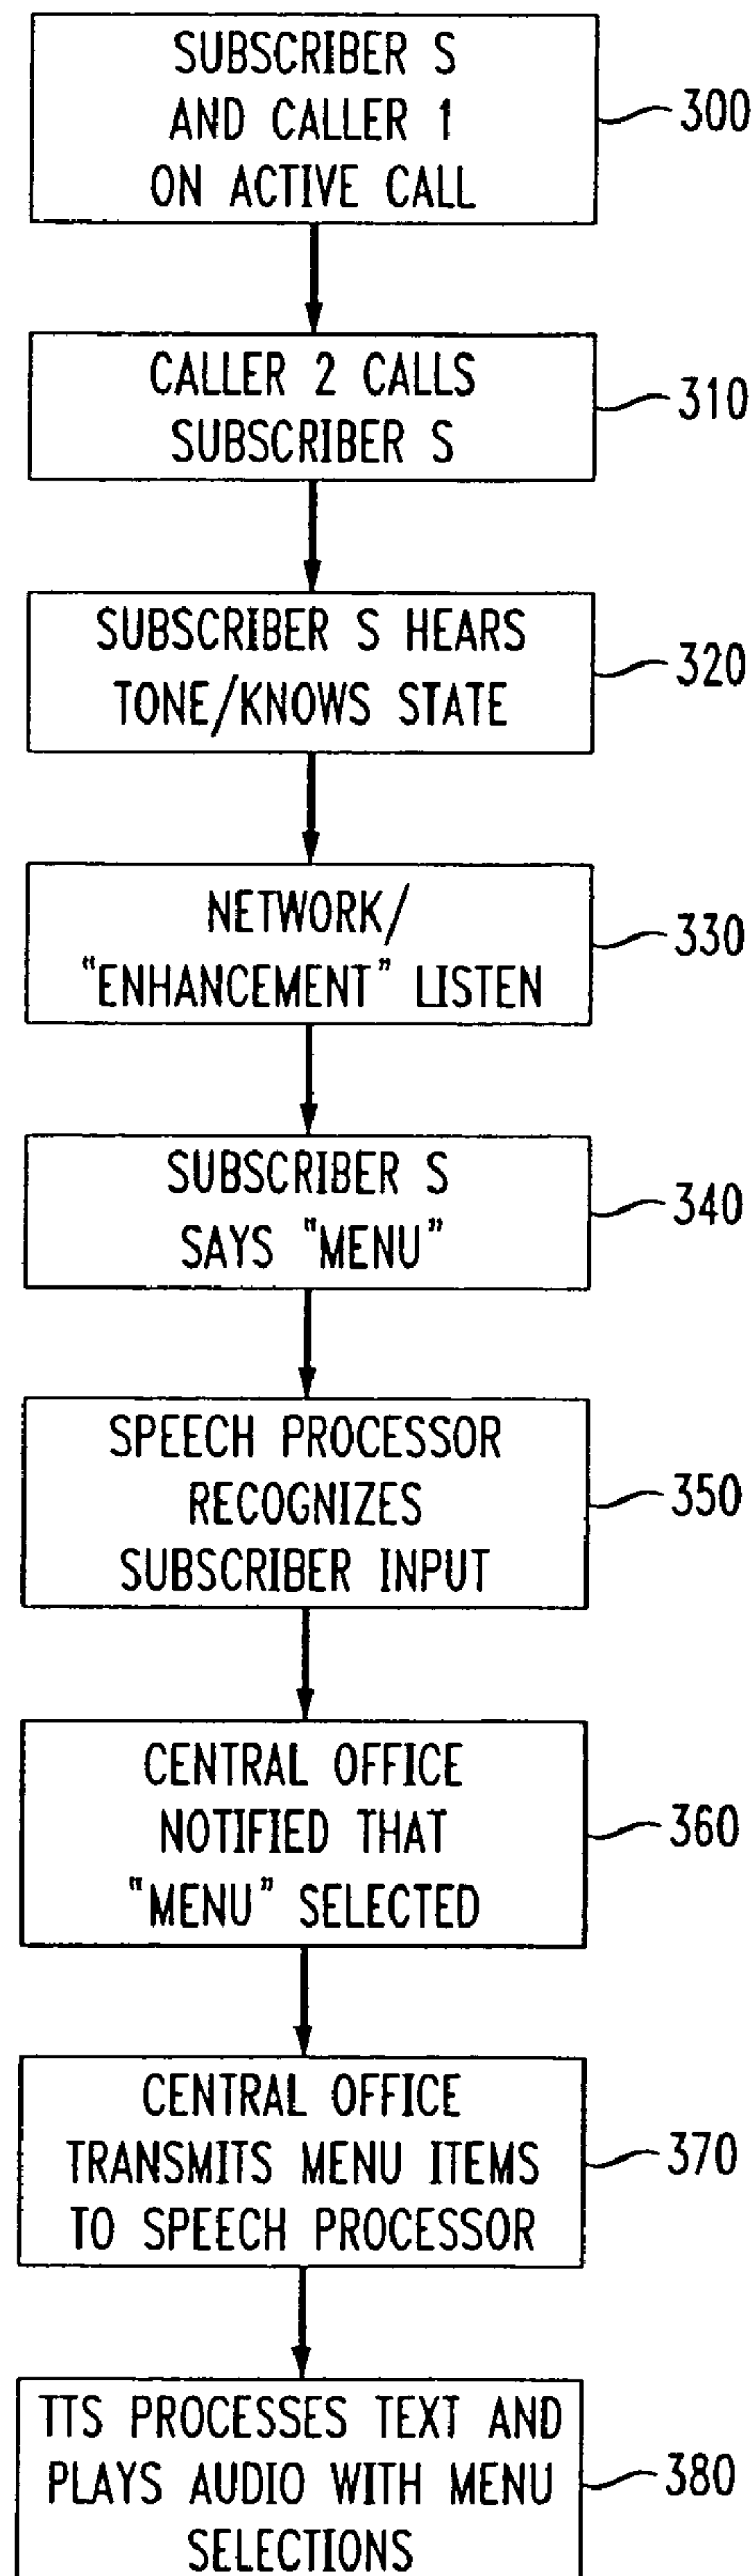 SUBSCRIBER S
AND CALLER 1
ON ACTIVE CALL
300
CALLER 2 CALLS
SUBSCRIBER S
310
SUBSCRIBER S HEARS
TONE/KNOWS STATE
320
NETWORK/
"ENHANCEMENT" LISTEN
330
SUBSCRIBER S
SAYS "MENU"
340
SPEECH PROCESSOR
RECOGNIZES
SUBSCRIBER INPUT
350
CENTRAL OFFICE
NOTIFIED THAT
"MENU" SELECTED
360
CENTRAL OFFICE
TRANSMITS MENU ITEMS
TO SPEECH PROCESSOR
370
TTS PROCESSES TEXT AND
PLAYS AUDIO WITH MENU
SELECTIONS
380